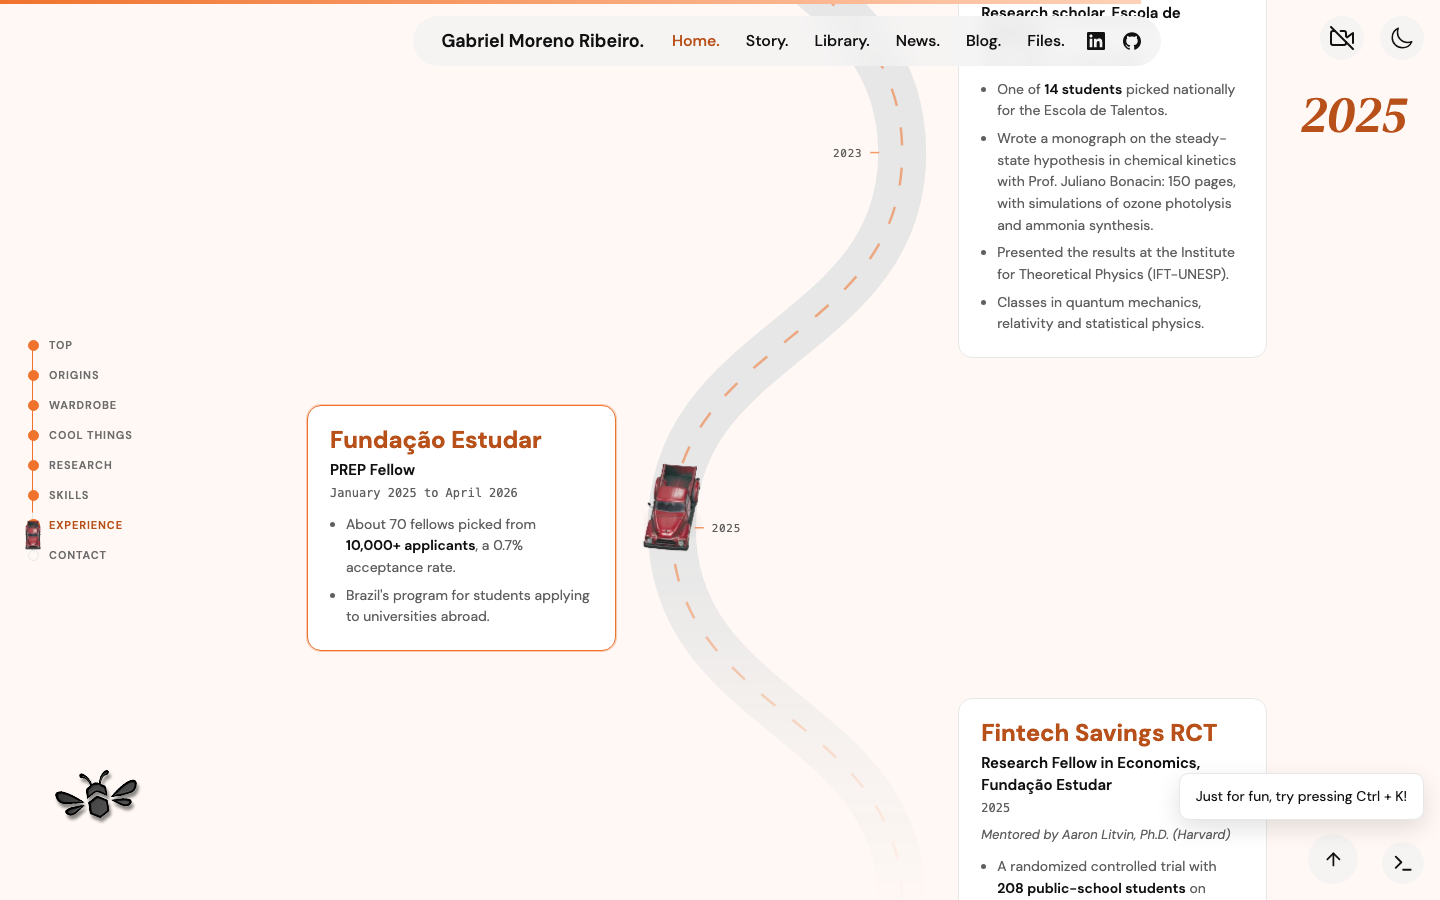 Research scholar, Escola de
Gabriel Moreno Ribeiro.
Home.
Story.
Library.
News.
Blog.
Files.
2025
One of 14 students picked nationally
for the Escola de Talentos.
Wrote a monograph on the steady-
state hypothesis in chemical kinetics
with Prof. Juliano Bonacin: 150 pages,
with simulations of ozone photolysis
and ammonia synthesis.
Presented the results at the Institute
for Theoretical Physics (IFT-UNESP).
Classes in quantum mechanics,
relativity and statistical physics.
2023
TOP
ORIGINS
WARDROBE
COOL THINGS
RESEARCH
SKILLS
EXPERIENCE
CONTACT
Fundação Estudar
PREP Fellow
January 2025 to April 2026
About 70 fellows picked from
10,000+ applicants, a 0.7%
acceptance rate.
Brazil's program for students applying
to universities abroad.
2025
Fintech Savings RCT
Research Fellow in Economics,
Fundação Estudar
2025
Mentored by Aaron Litvin, Ph.D. (Harvard)
A randomized controlled trial with
208 public-school students on
Just for fun, try pressing Ctrl + K!